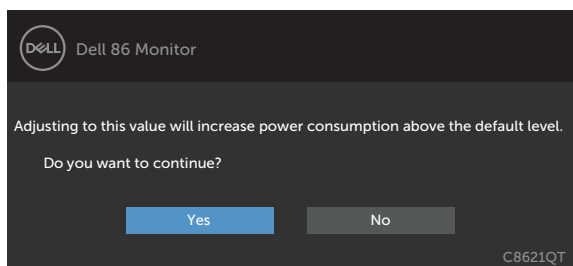 DELL Dell 86 Monitor
Adjusting to this value will increase power consumption above the default level.
Do you want to continue?
Yes No
C8621QT